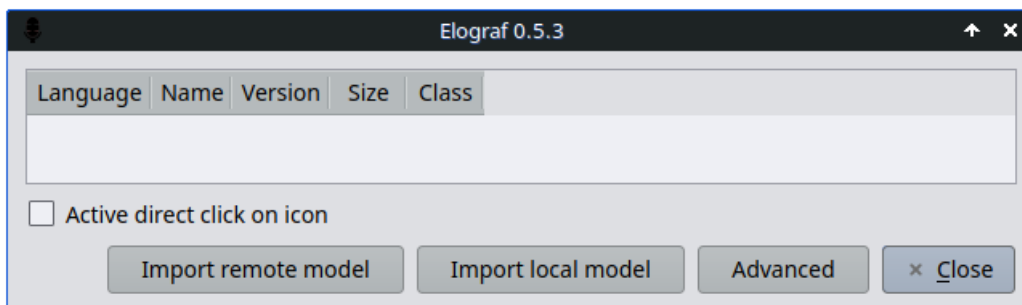 Elograf 0.5.3
Language Name Version Size Class
Active direct click on icon
Import remote model Import local model Advanced Close